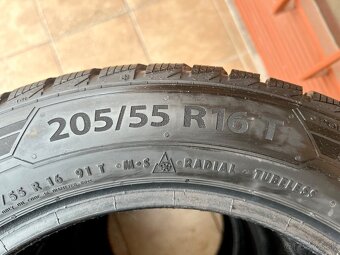 205/55 R16 T
/55 R 16 91 T • M+S • RADIAL • TUBELESS